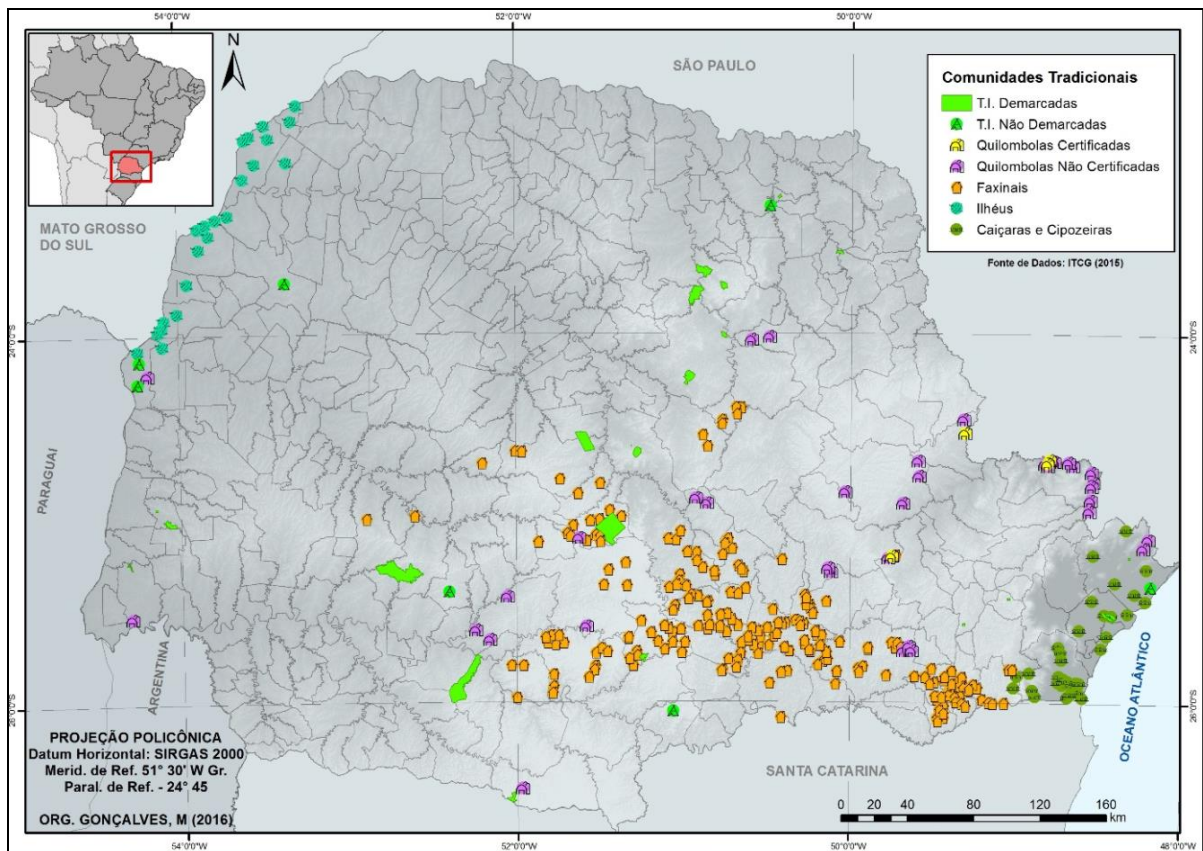 54°0'0"W
52°0'0"W
50°0'0"W
N
SÃO PAULO
MATO GROSSO
DO SUL
Comunidades Tradicionais
T.I. Demarcadas
T.I. Não Demarcadas
Quilombolas Certificadas
Quilombolas Não Certificadas
Faxinais
Ilhéus
Caiçaras e Cipozeiras
Fonte de Dados: ITCG (2015)
24°0'0"S
24°0'0"S
PARAGUAI
ARGENTINA
26°0'0"S
26°0'0"S
OCEANO ATLÂNTICO
SANTA CATARINA
PROJEÇÃO POLICÔNICA
Datum Horizontal: SIRGAS 2000
Merid. de Ref. 51° 30' W Gr.
Paral. de Ref. - 24° 45
ORG. GONÇALVES, M (2016)
0 20 40 80 120 160
km
54°0'0"W
52°0'0"W
50°0'0"W
48°0'0"W